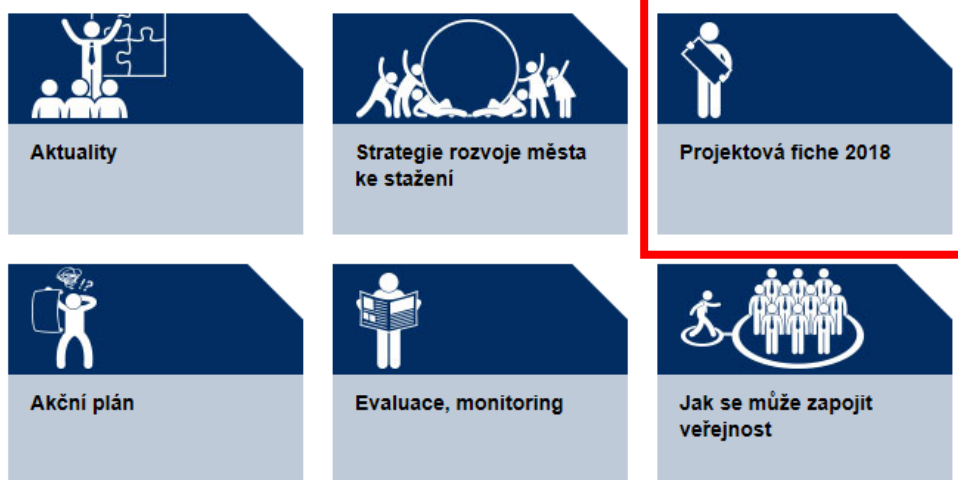 Aktuality
Strategie rozvoje města
ke stažení
Projektová fiche 2018
!?
Akční plán
Evaluace, monitoring
Jak se může zapojit
veřejnost